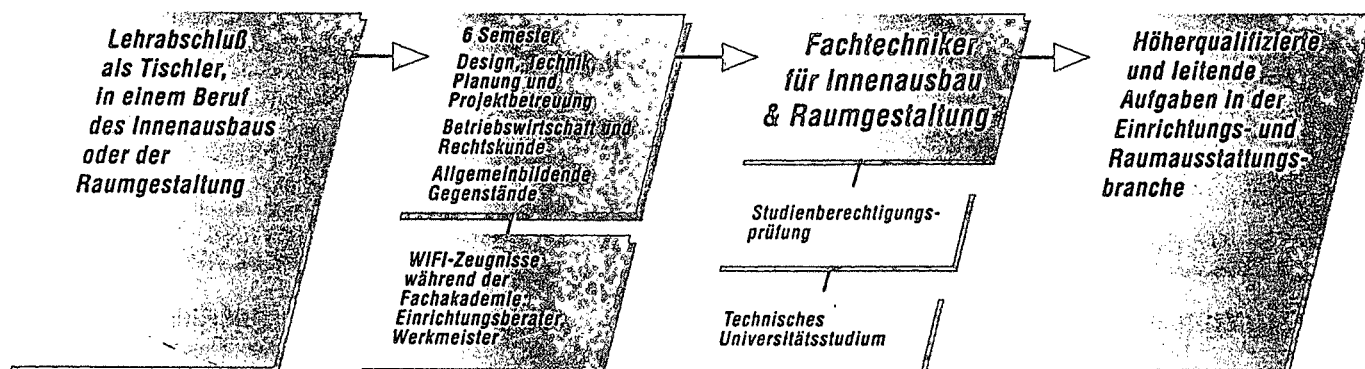 Lehrabschluß
als Tischler,
in einem Beruf
des Innenausbaus
oder der
Raumgestaltung
6 Semester
Design, Technik
Planung und
Projektbetreuung
Betriebswirtschaft und
Rechtskunde
Allgemeinbildende
Gegenstände
WIFI-Zeugnisse
während der
Fachakademie:
Einrichtungsberater
Werkmeister
Fachtechniker
für Innenausbau
& Raumgestaltung
Studienberechtigungs-
prüfung
Technisches
Universitätsstudium
Höherqualifizierte
und leitende
Aufgaben in der
Einrichtungs- und
Raumausstattungs-
branche